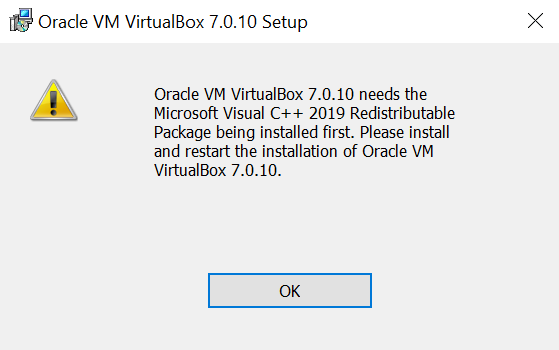 Oracle VM VirtualBox 7.0.10 Setup
Oracle VM VirtualBox 7.0.10 needs the
Microsoft Visual C++ 2019 Redistributable
Package being installed first. Please install
and restart the installation of Oracle VM
VirtualBox 7.0.10.
OK